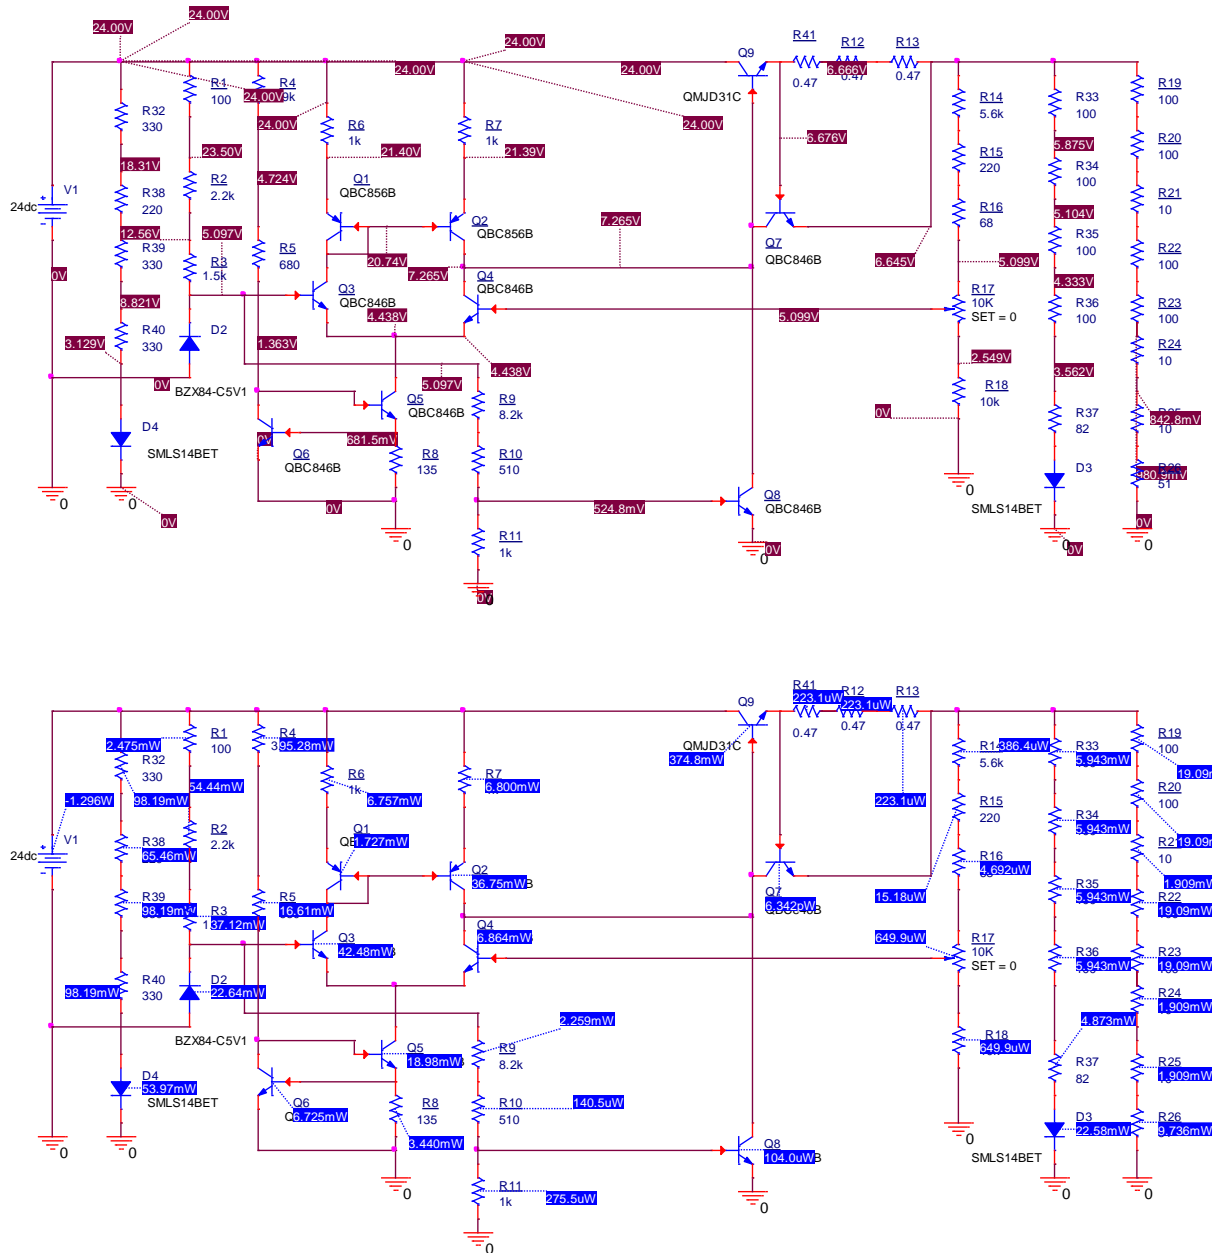 24.00V
24.00V
24.00V
24.00V
24.00V
24.00V
24.00V
24.00V
R32
330
R1
100
R4
9k
R6
1k
R7
1k
Q9
QMJD31C
R41
0.47
R12
0.47
6.666V
R13
0.47
R14
5.6k
R33
100
R19
100
18.31V
23.50V
4.724V
21.40V
21.39V
6.676V
5.875V
V1
24dc
R38
220
R2
2.2k
Q1
QBC856B
Q2
QBC856B
R15
220
R34
100
R20
100
12.56V
5.097V
R39
330
R3
1.5k
R5
680
20.74V
7.265V
7.265V
Q7
QBC846B
6.645V
R16
68
5.099V
5.104V
R35
100
R21
10
R22
100
0V
8.821V
Q3
QBC846B
Q4
QBC846B
4.438V
5.099V
R17
10K
SET = 0
4.333V
R36
100
R23
100
R40
330
3.129V
0V
D2
BZX84-C5V1
1.363V
5.097V
4.438V
2.549V
3.562V
R24
10
D4
SMLS14BET
Q6
QBC846B
0V
681.5mV
Q5
QBC846B
R8
135
R9
8.2k
R10
510
R18
10k
0V
R37
82
842.8mV
10
D3
SMLS14BET
980.9mV
51
0
0
0V
0V
0
R11
1k
524.8mV
Q8
QBC846B
0V
0
0
0
0V
0V
0
0V
0
R41
223.1uW
0.47
R12
223.1uW
0.47
R13
0.47
223.1uW
Q9
QMJD31C
374.8mW
R1
100
2.475mW
R4
95.28mW
R32
330
98.19mW
54.44mW
-1.296W
R6
1k
6.757mW
R7
6.800mW
R14
5.6k
386.4uW
R33
5.943mW
R19
100
19.09m
V1
24dc
R38
65.46mW
R2
2.2k
Q1
1.727mW
Q2
36.75mW
R15
220
15.18uW
R34
5.943mW
R20
100
19.09m
R39
98.19mW
R3
37.12mW
R5
16.61mW
Q7
6.342pW
R16
4.692uW
R35
5.943mW
10
1.909mW
R22
19.09mW
Q3
42.48mW
Q4
6.864mW
649.9uW
R17
10K
SET = 0
R36
5.943mW
R23
19.09mW
R40
330
98.19mW
D2
22.64mW
BZX84-C5V1
2.259mW
R24
1.909mW
4.873mW
D4
53.97mW
SMLS14BET
Q6
6.725mW
Q5
18.98mW
R9
8.2k
R18
649.9uW
R37
82
R25
1.909mW
R8
135
3.440mW
R10
510
140.5uW
Q8
104.0uW
D3
22.58mW
SMLS14BET
R26
9.736mW
0
0
0
R11
1k
275.5uW
0
0
0
0
0